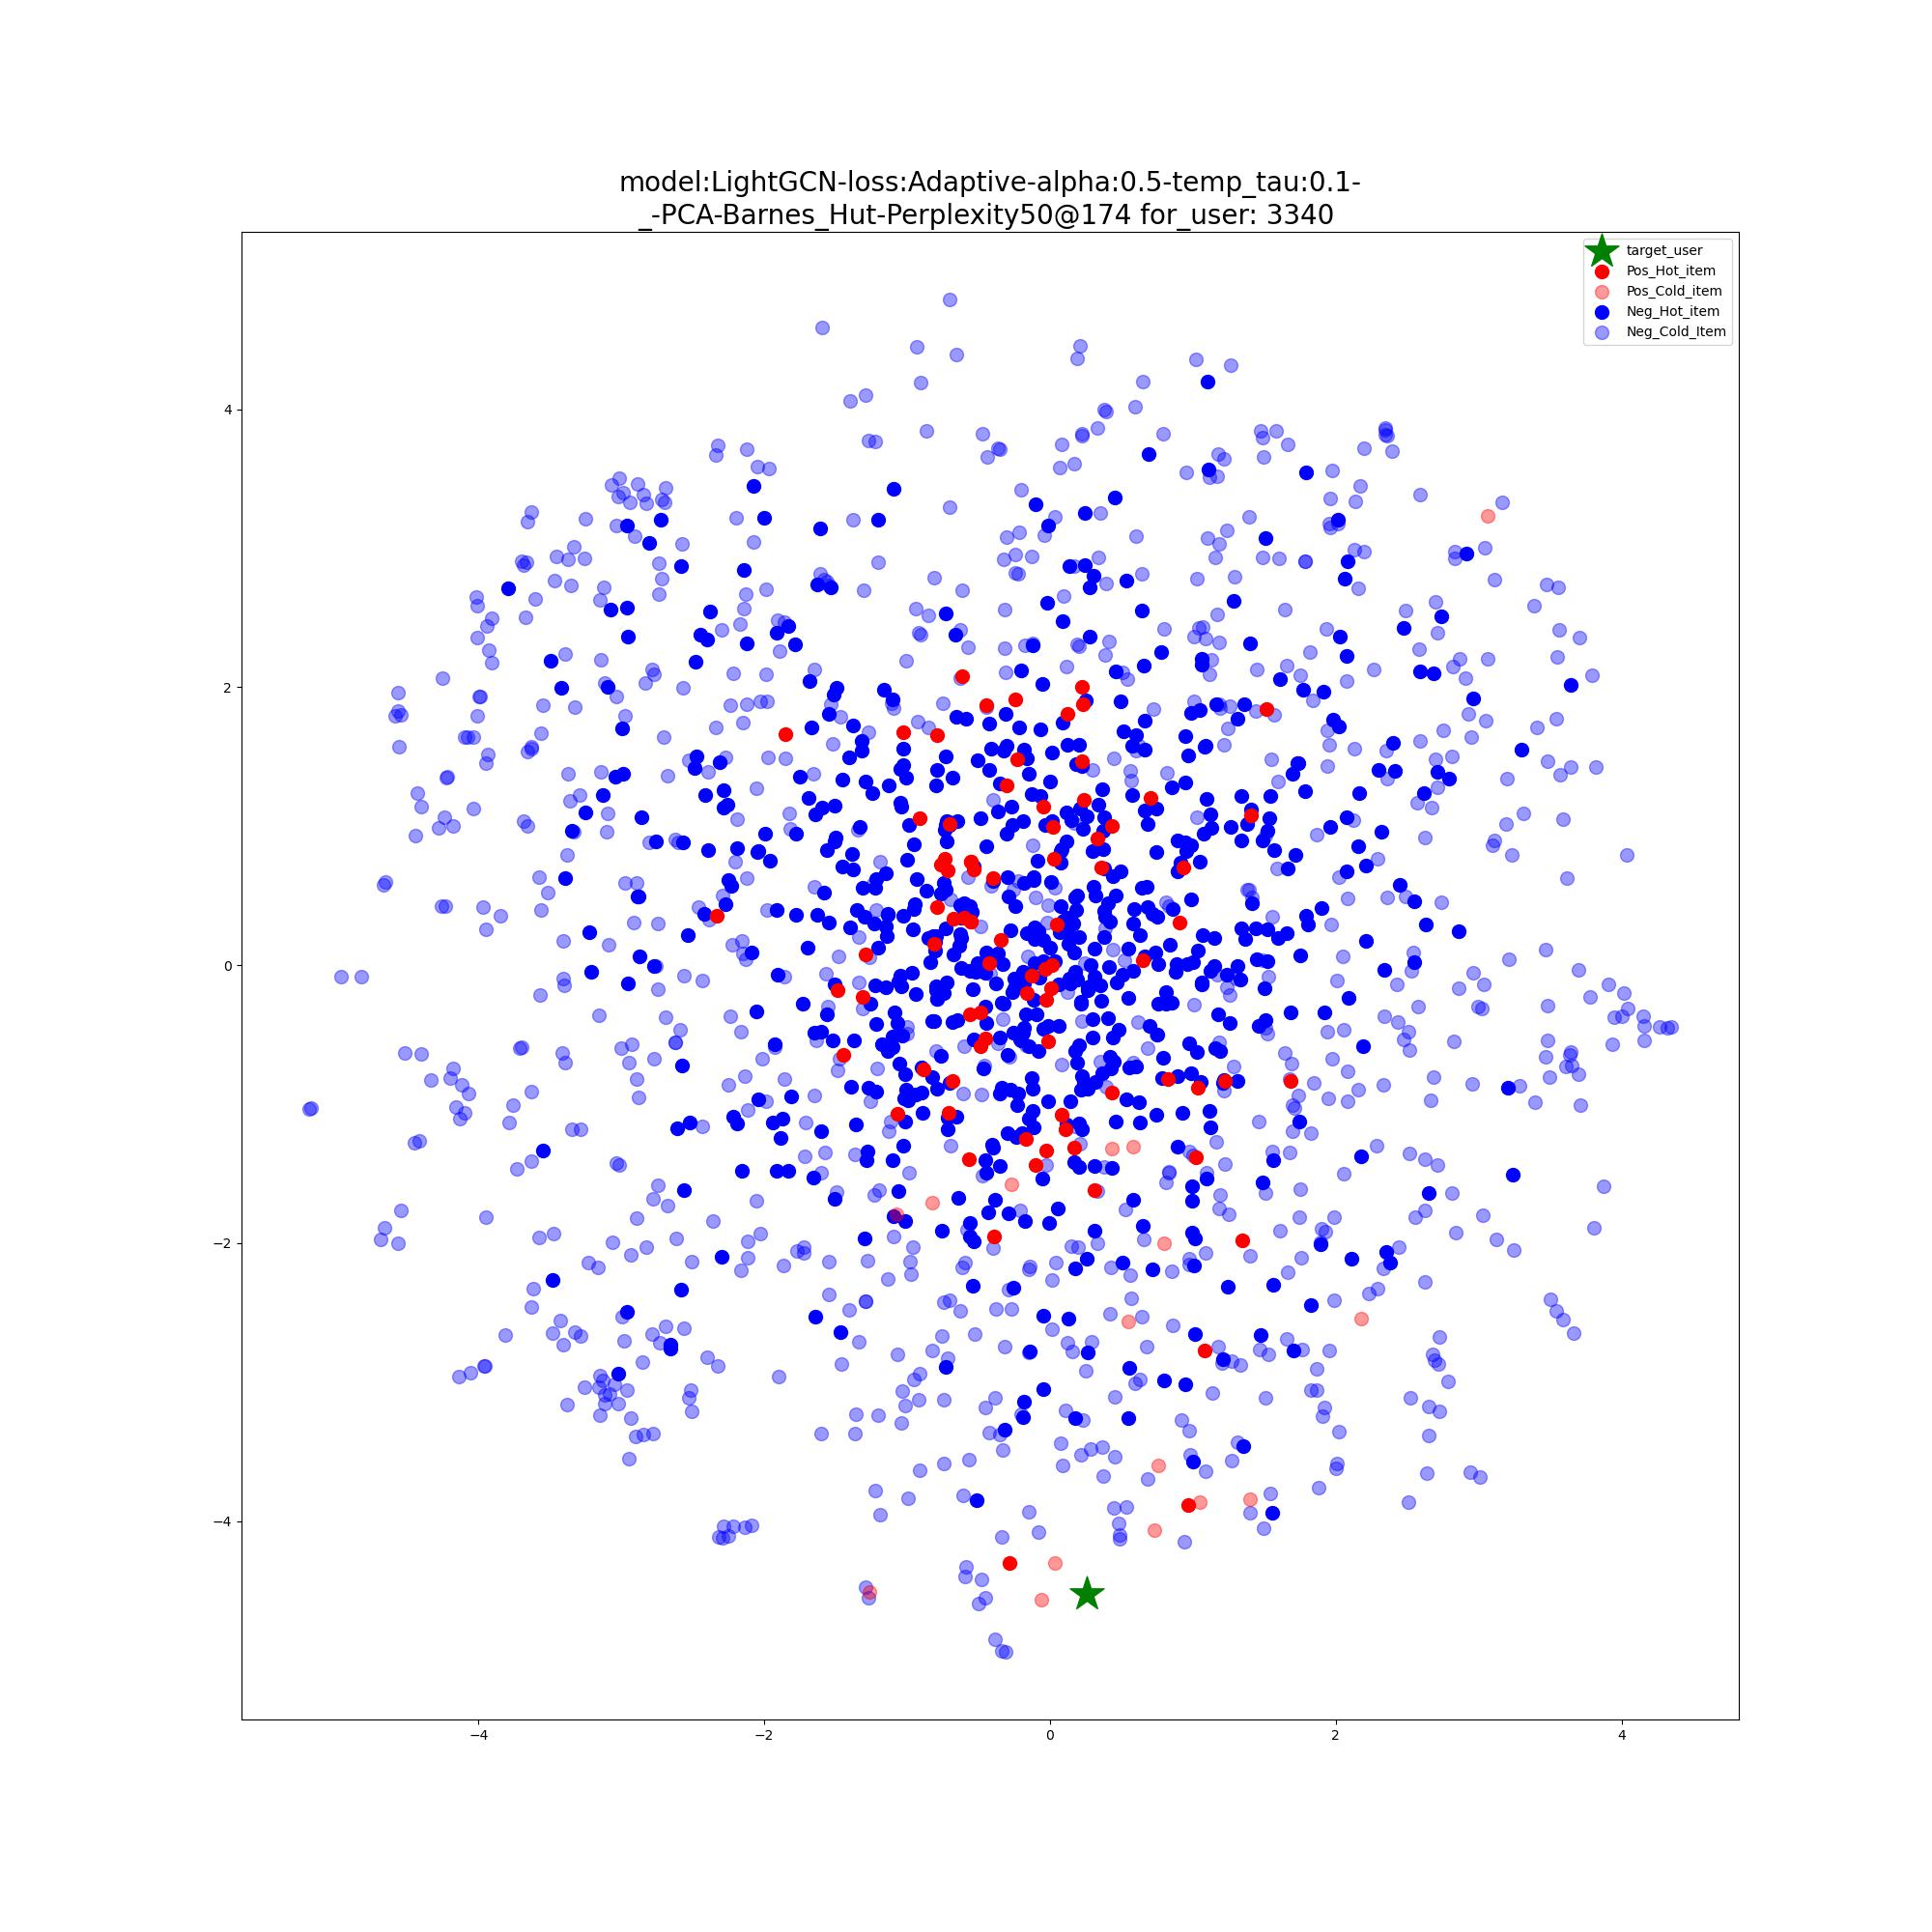 model:LightGCN-loss:Adaptive-alpha:0.5-temp_tau:0.1-
_-PCA-Barnes_Hut-Perplexity50@174 for_user: 3340
target_user
Pos_Hot_item
Pos_Cold_item
Neg_Hot_item
Neg_Cold_Item
4
2
0
−2
−4
−4
−2
0
2
4